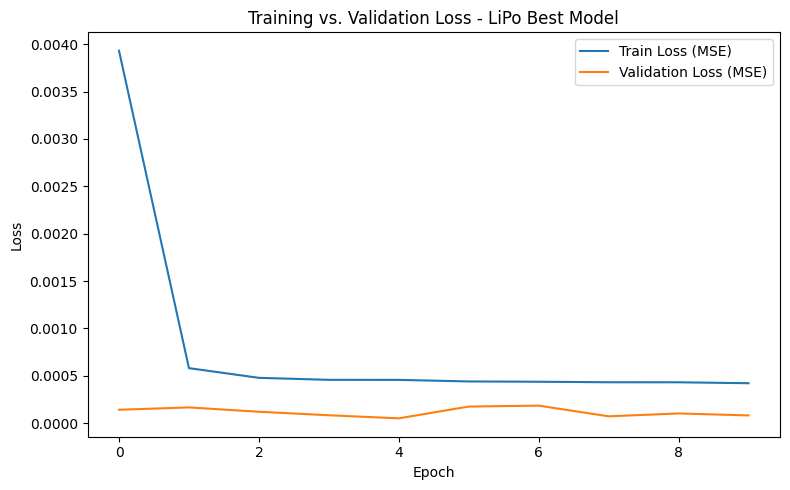 Training vs. Validation Loss - LiPo Best Model
Train Loss (MSE)
Validation Loss (MSE)
Loss
0.0040
0.0035
0.0030
0.0025
0.0020
0.0015
0.0010
0.0005
0.0000
0 2 4 6 8
Epoch